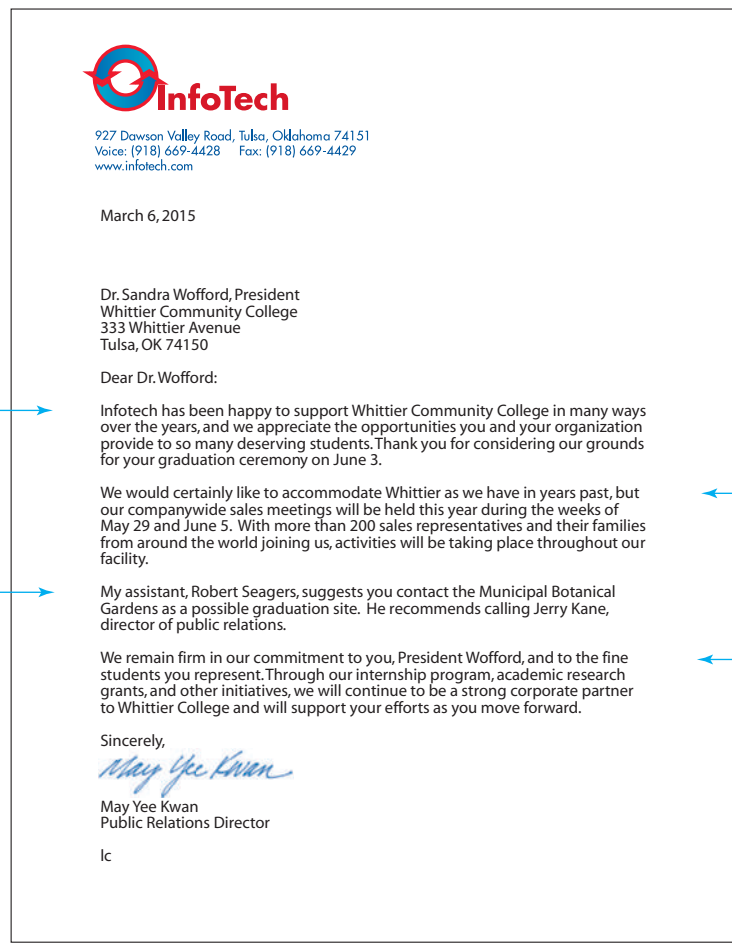 InfoTech
927 Dawson Valley Road, Tulsa, Oklahoma 74151
Voice: (918) 669-4428 Fax: (918) 669-4429
www.infotech.com
March 6, 2015
Dr. Sandra Wofford, President
Whittier Community College
333 Whittier Avenue
Tulsa, OK 74150
Dear Dr. Wofford:
Infotech has been happy to support Whittier Community College in many ways
over the years, and we appreciate the opportunities you and your organization
provide to so many deserving students. Thank you for considering our grounds
for your graduation ceremony on June 3.
We would certainly like to accommodate Whittier as we have in years past, but
our companywide sales meetings will be held this year during the weeks of
May 29 and June 5. With more than 200 sales representatives and their families
from around the world joining us, activities will be taking place throughout our
facility.
My assistant, Robert Seagers, suggests you contact the Municipal Botanical
Gardens as a possible graduation site. He recommends calling Jerry Kane,
director of public relations.
We remain firm in our commitment to you, President Wofford, and to the fine
students you represent. Through our internship program, academic research
grants, and other initiatives, we will continue to be a strong corporate partner
to Whittier College and will support your efforts as you move forward.
Sincerely,
May Yee Kwan
May Yee Kwan
Public Relations Director
lc